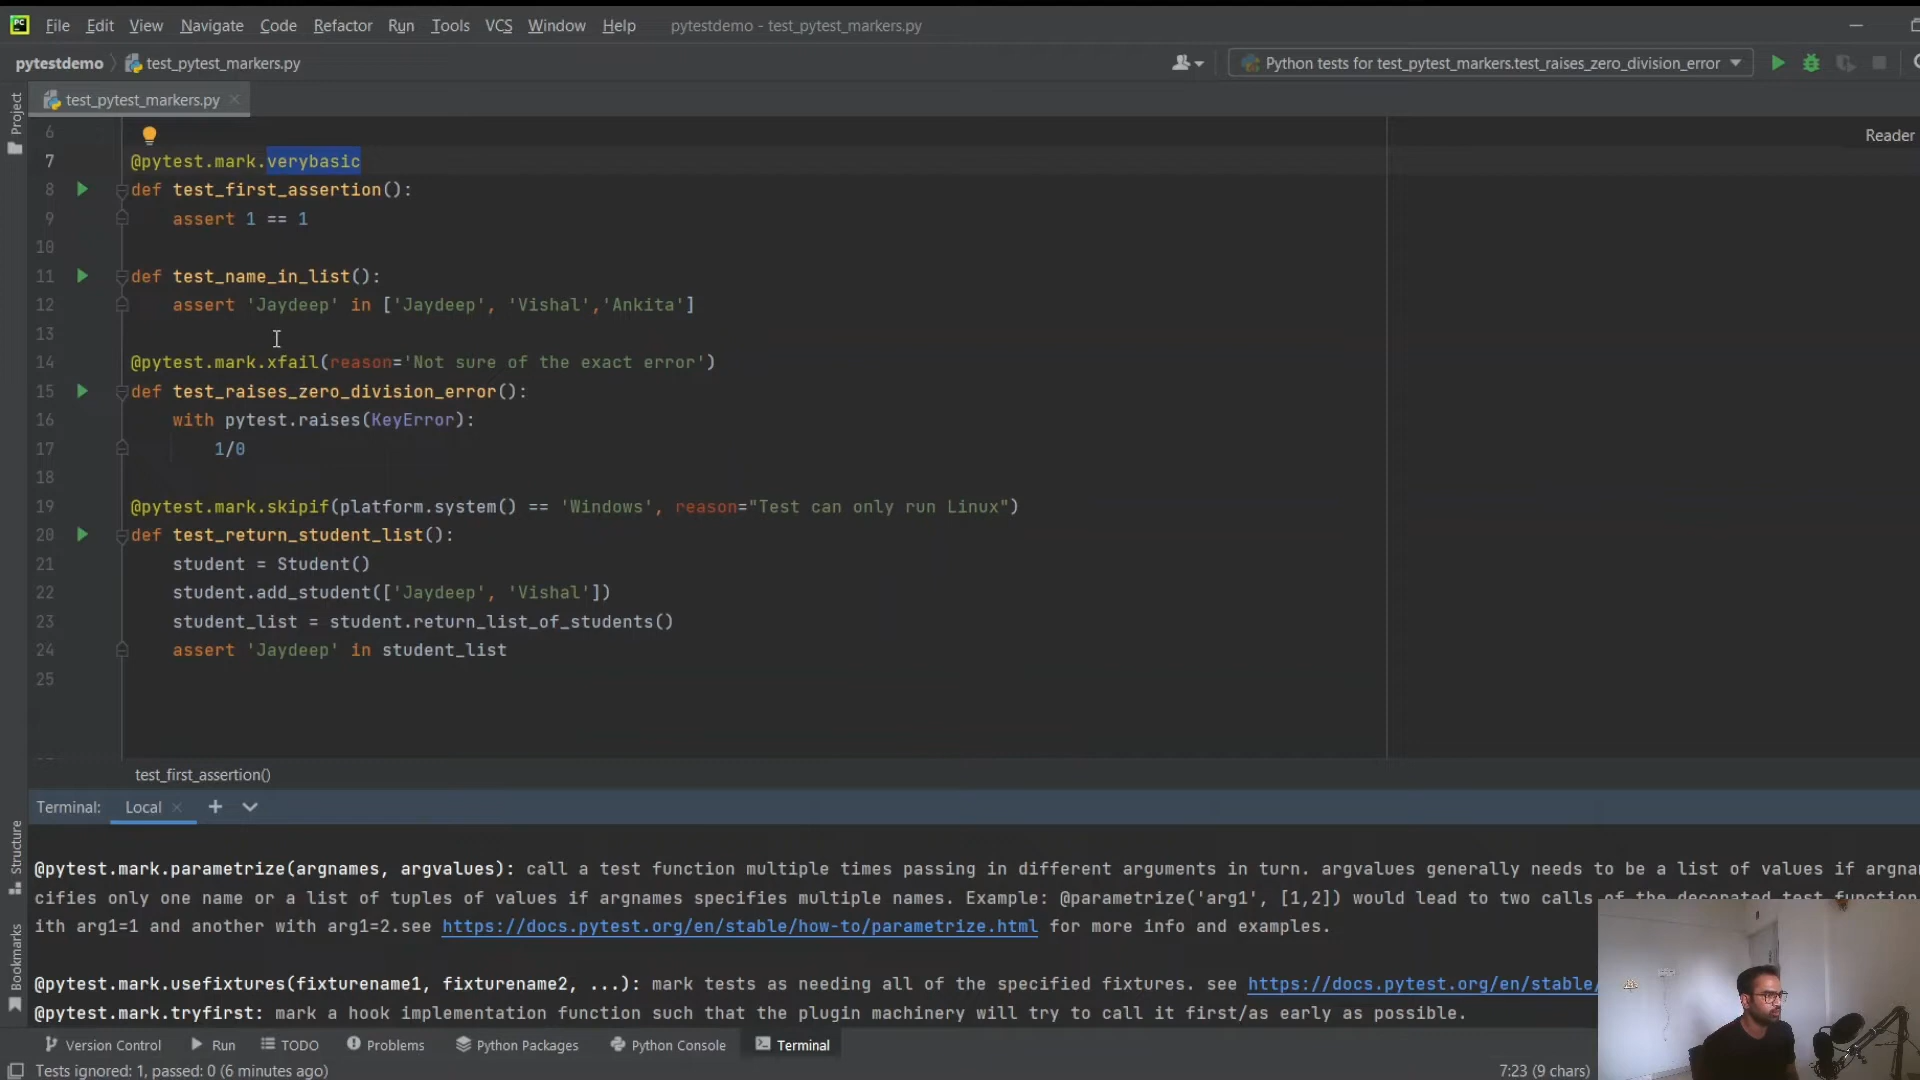 File Edit View Navigate Code Refactor Run Tools VCS Window Help pytestdemo - test_pytest_markers.py
pytestdemo test_pytest_markers.py Python tests for test_pytest_markers.test_raises_zero_division_error
Project
test_pytest_markers.py
Reader
6
7 @pytest.mark.verybasic
8 def test_first_assertion():
9 assert 1 == 1
10
11 def test_name_in_list():
12 assert 'Jaydeep' in ['Jaydeep', 'Vishal','Ankita']
13
14 @pytest.mark.xfail(reason='Not sure of the exact error')
15 def test_raises_zero_division_error():
16 with pytest.raises(KeyError):
17 1/0
18
19 @pytest.mark.skipif(platform.system() == 'Windows', reason="Test can only run Linux")
20 def test_return_student_list():
21 student = Student()
22 student.add_student(['Jaydeep', 'Vishal'])
23 student_list = student.return_list_of_students()
24 assert 'Jaydeep' in student_list
25
test_first_assertion()
Terminal: Local
Structure
Bookmarks
@pytest.mark.parametrize(argnames, argvalues): call a test function multiple times passing in different arguments in turn. argvalues generally needs to be a list of values if argna
cifies only one name or a list of tuples of values if argnames specifies multiple names. Example: @parametrize('arg1', [1,2]) would lead to two calls of the decorated test function
ith arg1=1 and another with arg1=2.see https://docs.pytest.org/en/stable/how-to/parametrize.html for more info and examples.
@pytest.mark.usefixtures(fixturename1, fixturename2, ...): mark tests as needing all of the specified fixtures. see https://docs.pytest.org/en/stable/
@pytest.mark.tryfirst: mark a hook implementation function such that the plugin machinery will try to call it first/as early as possible.
Version Control Run TODO Problems Python Packages Python Console Terminal
Tests ignored: 1, passed: 0 (6 minutes ago) 7:23 (9 chars)